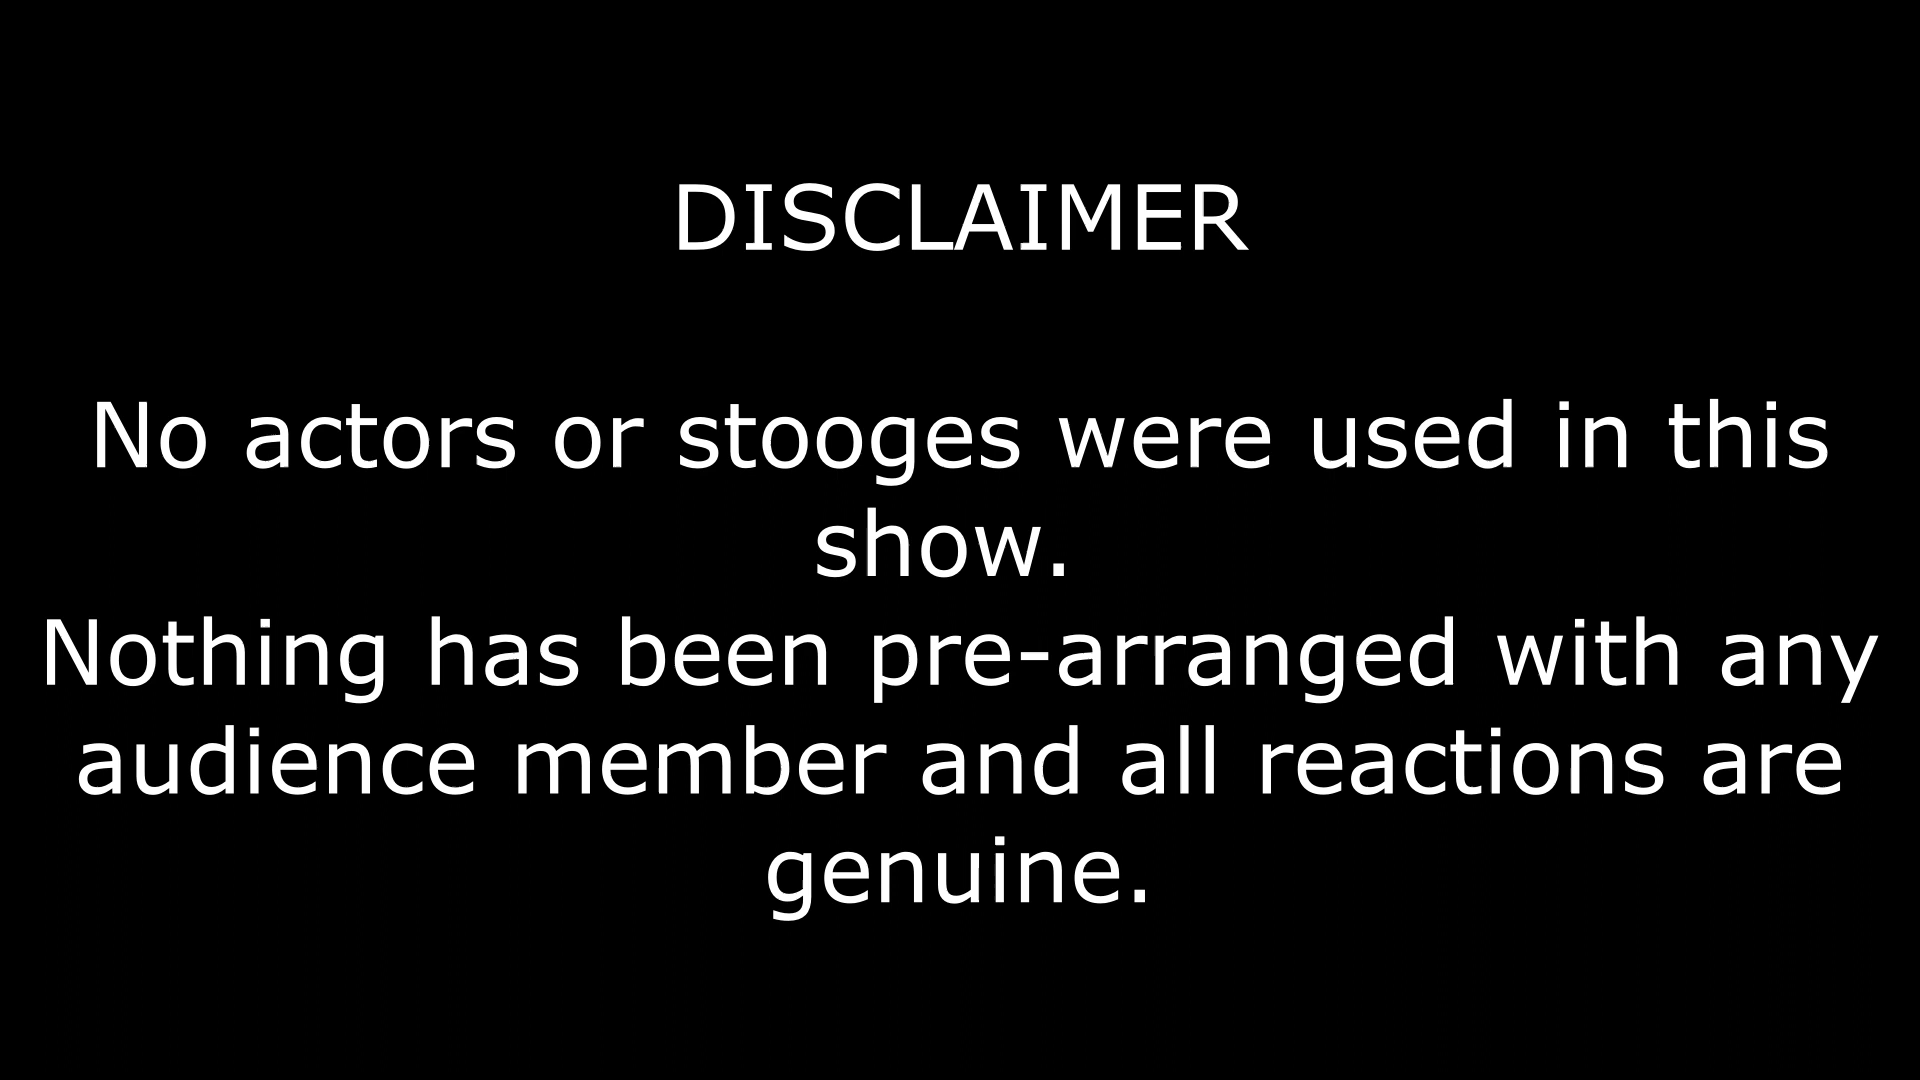 DISCLAIMER
No actors or stooges were used in this
show.
Nothing has been pre-arranged with any
audience member and all reactions are
genuine.